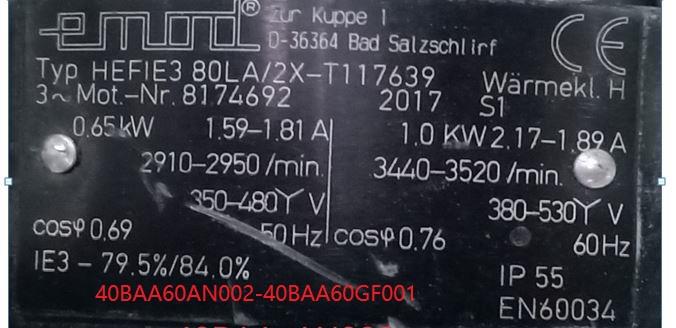 emod® Zur Kuppe 1
D-36364 Bad Salzschlirf
CE
Typ HEFIE3 80LA/2X-T117639 Wärmekl. H
3~ Mot.-Nr. 8174692 2017 S1
0,65 kW 1.59-1.81 A 1.0 KW 2.17-1.89 A
2910-2950 /min. 3440-3520 /min.
350-480Y V 380-530Y V
cosφ 0,69 50 Hz cosφ 0.76 60 Hz
IE3 - 79.5%/84.0% IP 55
40BAA60AN002-40BAA60GF001 EN60034